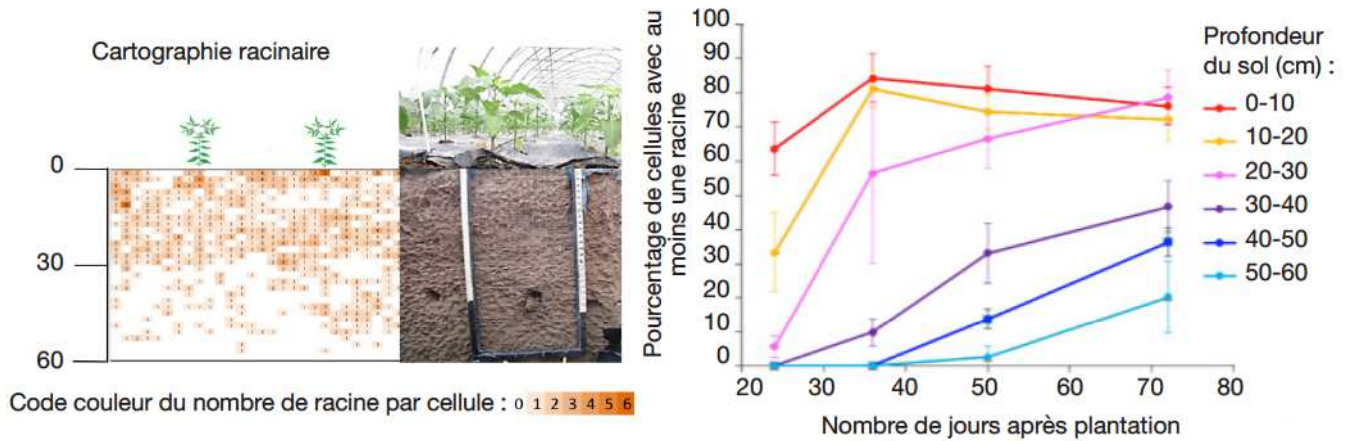 Cartographie racinaire
0
30
60
Code couleur du nombre de racine par cellule : 0 1 2 3 4 5 6
Pourcentage de cellules avec au
moins une racine
100
90
80
70
60
50
40
30
20
10
0
20 30 40 50 60 70 80
Nombre de jours après plantation
Profondeur
du sol (cm) :
0-10
10-20
20-30
30-40
40-50
50-60